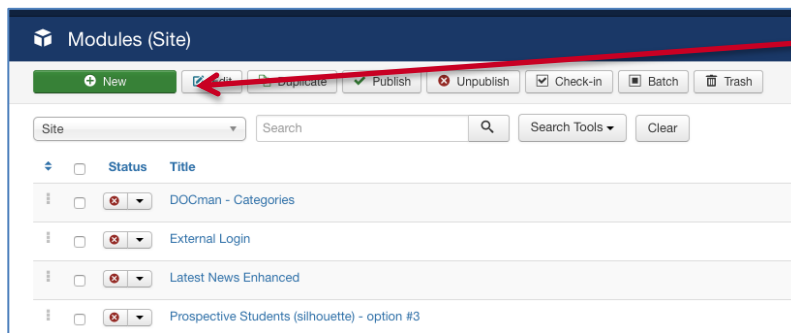 Modules (Site)
New Edit Duplicate Publish Unpublish Check-in Batch Trash
Site Search Search Tools Clear
Status Title
DOCman - Categories
External Login
Latest News Enhanced
Prospective Students (silhouette) - option #3